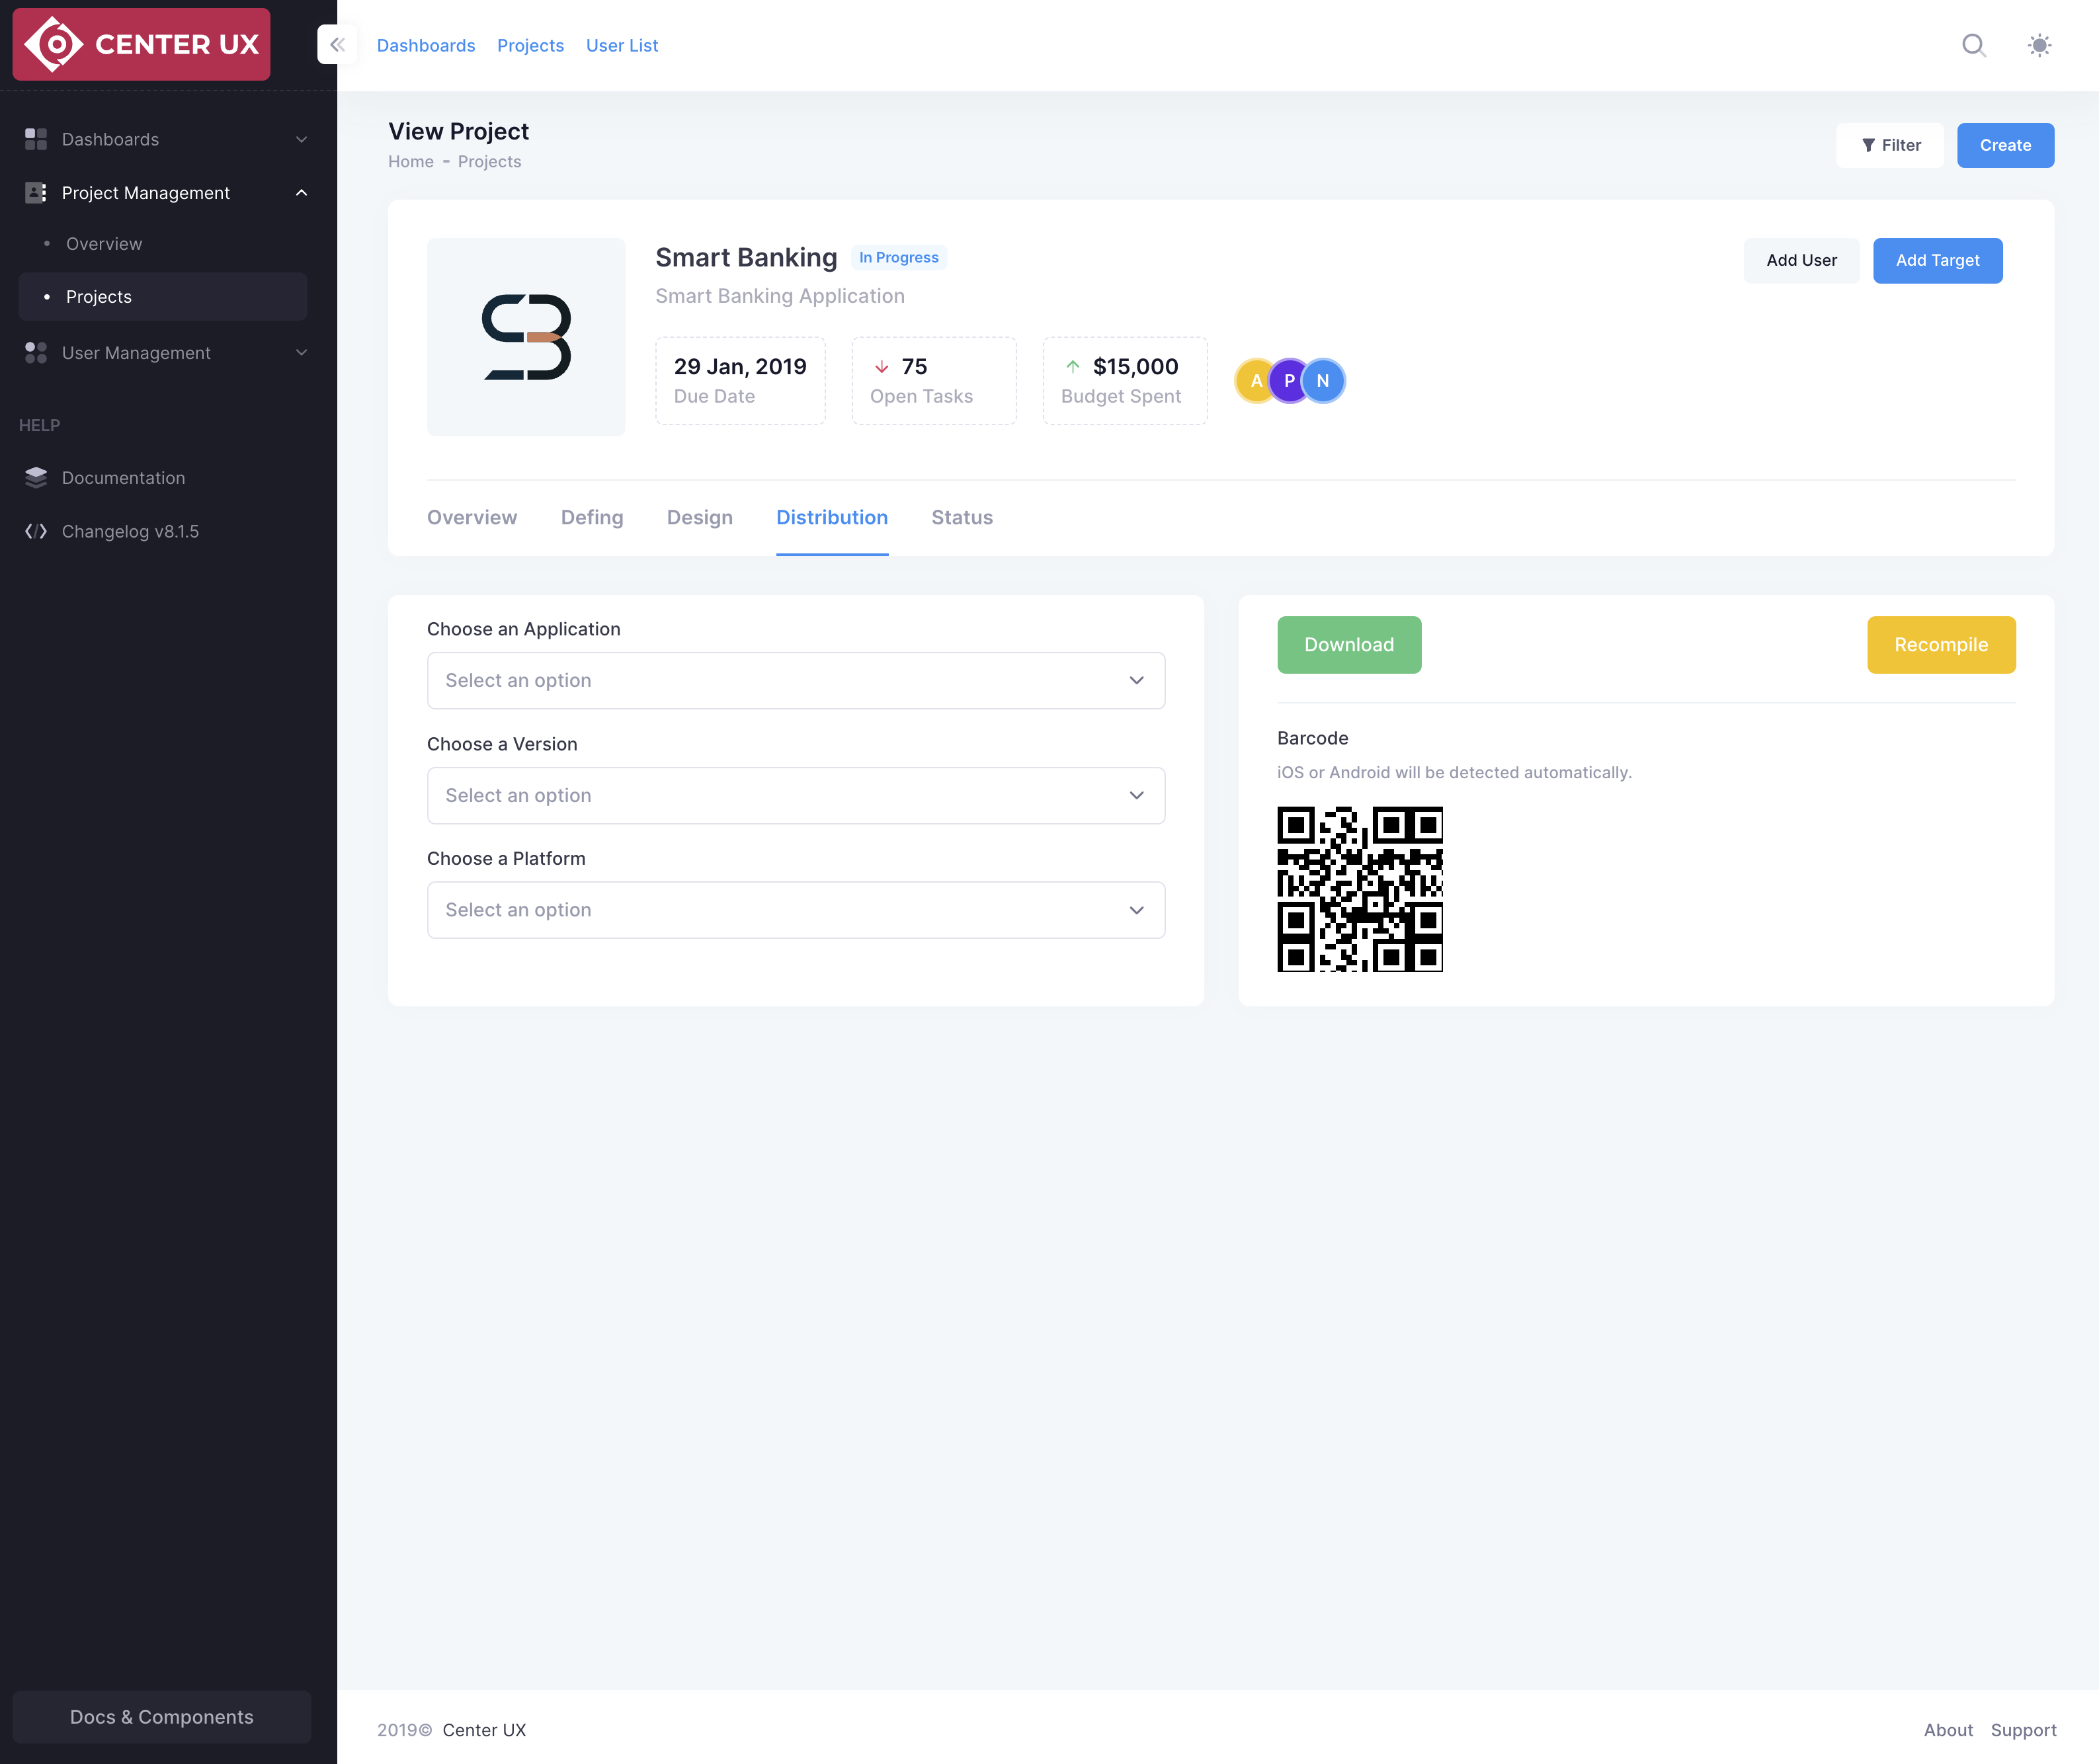 CENTER UX
Dashboards
Project Management
Overview
Projects
User Management
HELP
Documentation
Changelog v8.1.5
Docs & Components
Dashboards Projects User List
View Project
Home - Projects
Filter
Create
Smart Banking
In Progress
Smart Banking Application
Add User
Add Target
29 Jan, 2019
Due Date
75
Open Tasks
$15,000
Budget Spent
A P N
Overview Defing Design Distribution Status
Choose an Application
Select an option
Choose a Version
Select an option
Choose a Platform
Select an option
Download
Recompile
Barcode
iOS or Android will be detected automatically.
2019© Center UX
About Support